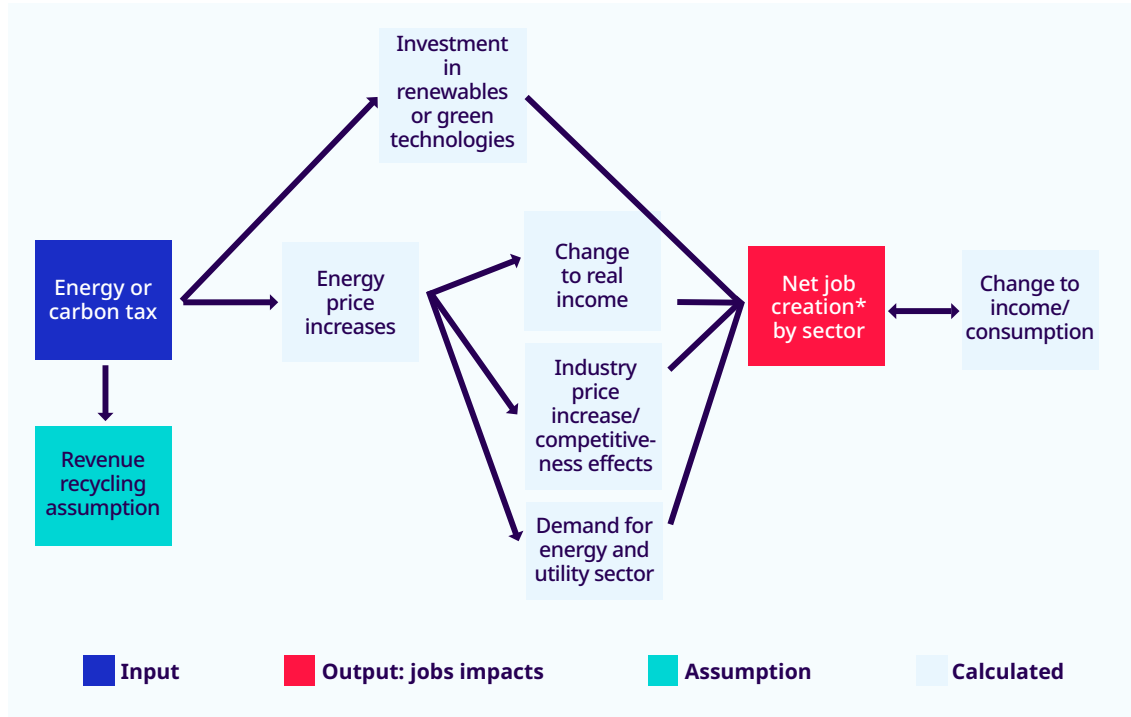 Investment
in
renewables
or green
technologies
Energy or
carbon tax
Energy
price
increases
Change
to real
income
Net job
creation*
by sector
Change to
income/
consumption
Industry
price
increase/
competitive-
ness effects
Revenue
recycling
assumption
Demand for
energy and
utility sector
Input
Output: jobs impacts
Assumption
Calculated